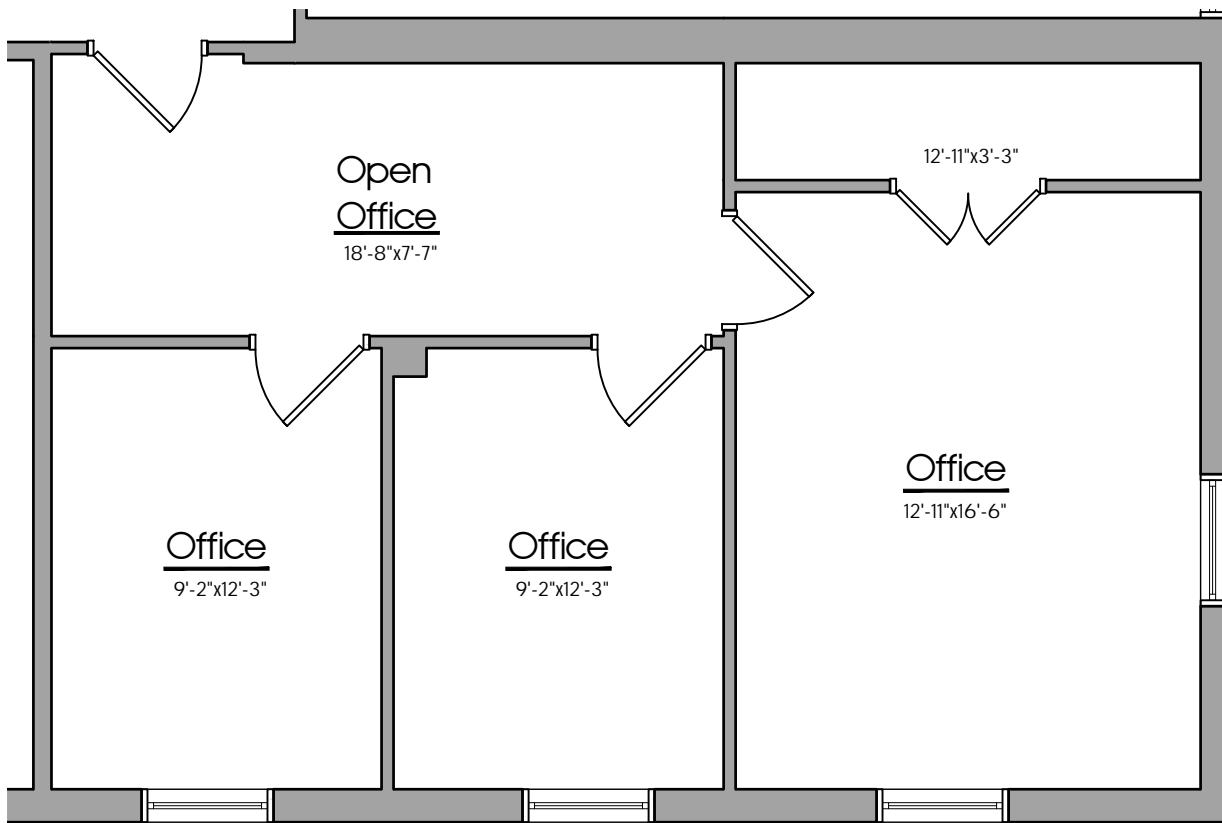 Open
Office
18'-8"x7'-7"
12'-11"x3'-3"
Office
12'-11"x16'-6"
Office
9'-2"x12'-3"
Office
9'-2"x12'-3"